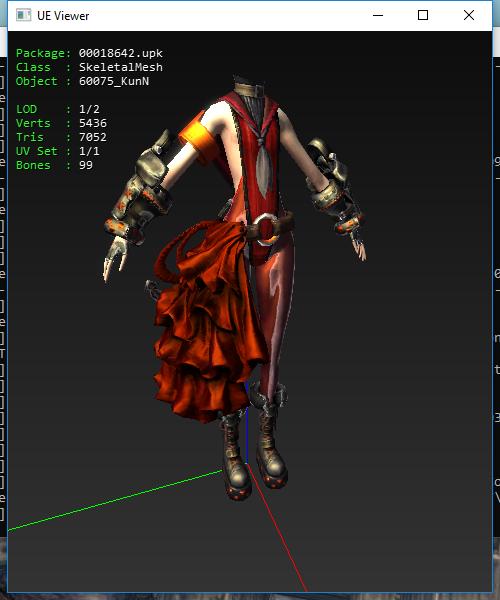 UE Viewer
Package: 00018642.upk
Class : SkeletalMesh
Object : 60075_KunN
LOD : 1/2
Verts : 5436
Tris : 7052
UV Set : 1/1
Bones : 99